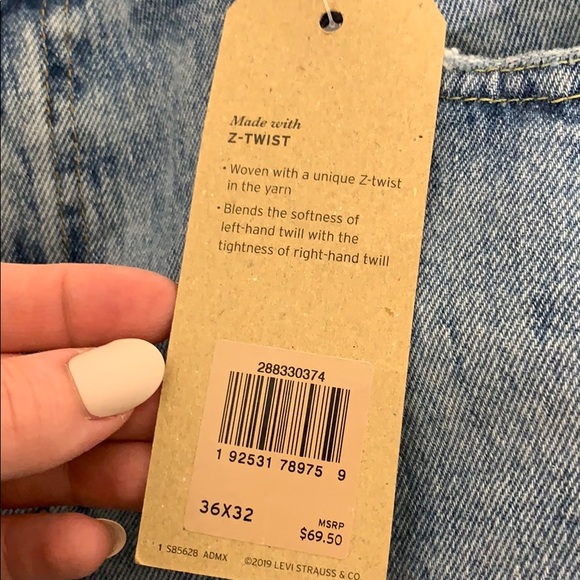 Made with
Z-TWIST
• Woven with a unique Z-twist
in the yarn
• Blends the softness of
left-hand twill with the
tightness of right-hand twill
288330374
1 92531 78975 9
36X32
MSRP
$69.50
1 S85628 ADMX ©2019 LEVI STRAUSS & CO